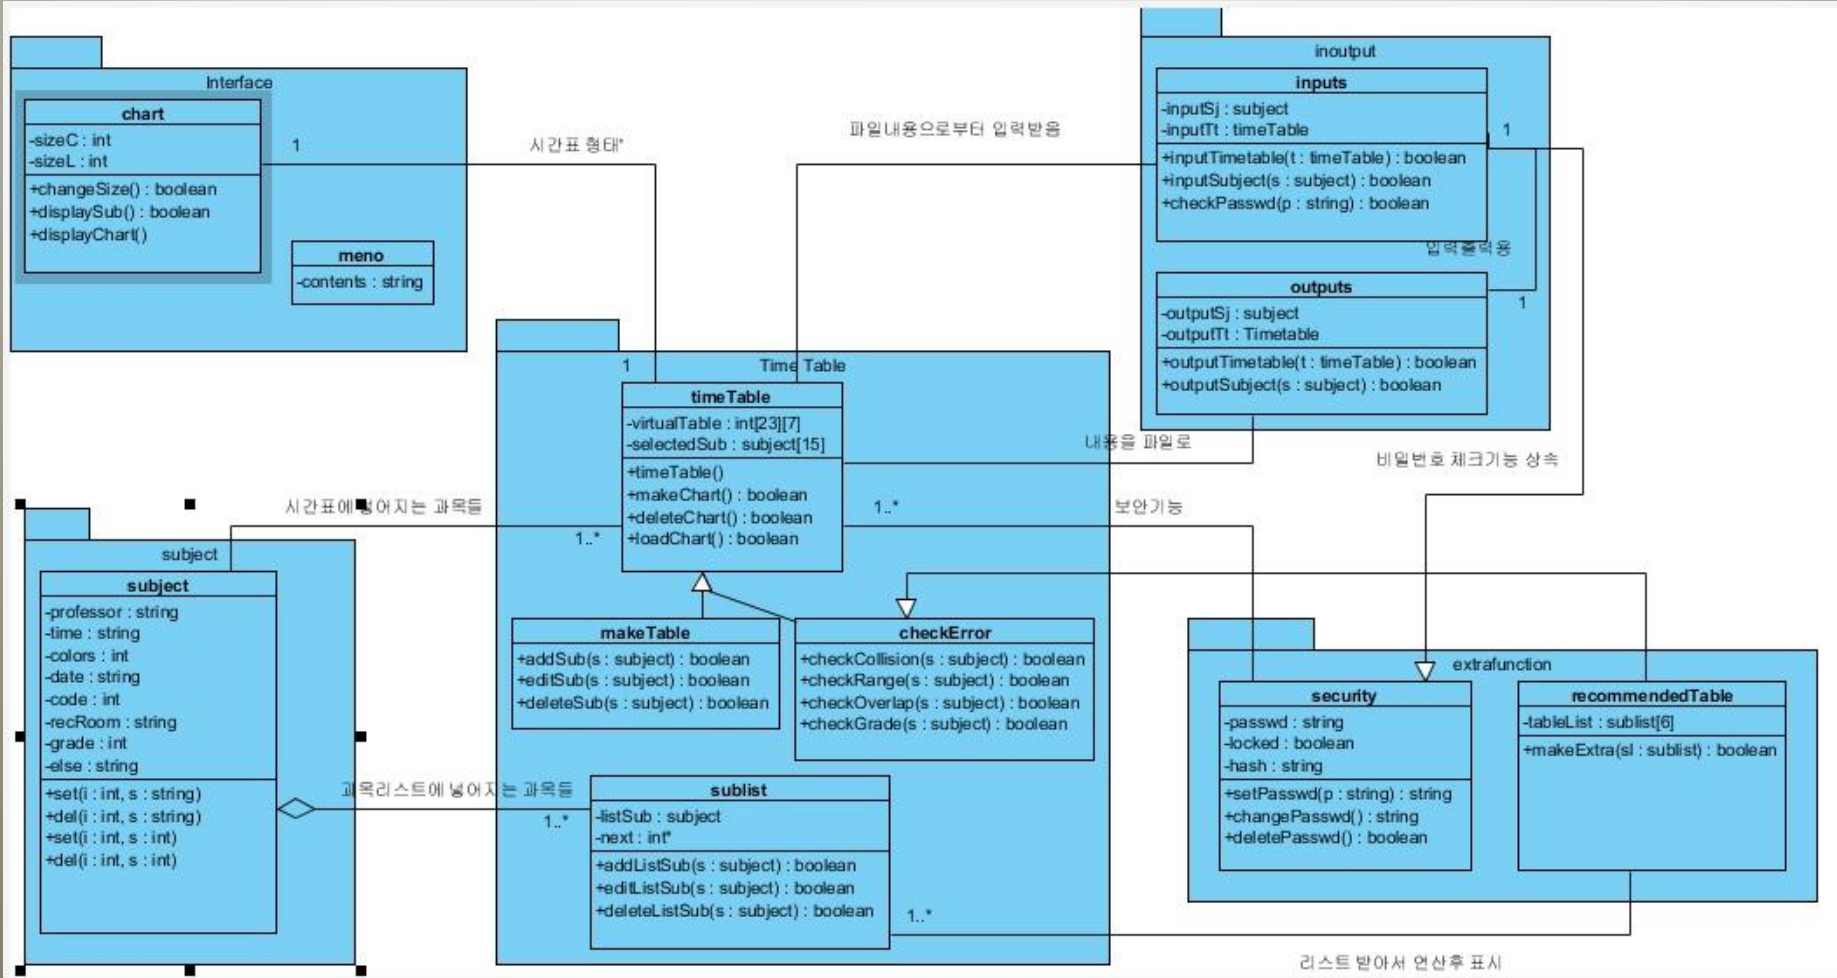 Interface
chart
-sizeC : int
-sizeL : int
+changeSize() : boolean
+displaySub() : boolean
+displayChart()
meno
-contents : string
1
시간표 형태*
1
파일내용으로부터 입력받음
inoutput
inputs
-inputSj : subject
-inputTt : timeTable
+inputTimetable(t : timeTable) : boolean
+inputSubject(s : subject) : boolean
+checkPasswd(p : string) : boolean
1
입력출력용
1
outputs
-outputSj : subject
-outputTt : Timetable
+outputTimetable(t : timeTable) : boolean
+outputSubject(s : subject) : boolean
내용을 파일로
비밀번호 체크기능 상속
Time Table
timeTable
-virtualTable : int[23][7]
-selectedSub : subject[15]
+timeTable()
+makeChart() : boolean
+deleteChart() : boolean
+loadChart() : boolean
1..*
보안기능
시간표에 넣어지는 과목들
1..*
subject
subject
-professor : string
-time : string
-colors : int
-date : string
-code : int
-recRoom : string
-grade : int
-else : string
+set(i : int, s : string)
+del(i : int, s : string)
+set(i : int, s : int)
+del(i : int, s : int)
makeTable
+addSub(s : subject) : boolean
+editSub(s : subject) : boolean
+deleteSub(s : subject) : boolean
checkError
+checkCollision(s : subject) : boolean
+checkRange(s : subject) : boolean
+checkOverlap(s : subject) : boolean
+checkGrade(s : subject) : boolean
과목리스트에 넣어지는 과목들
1..*
sublist
-listSub : subject
-next : int*
+addListSub(s : subject) : boolean
+editListSub(s : subject) : boolean
+deleteListSub(s : subject) : boolean
1..*
extrafunction
security
-passwd : string
-locked : boolean
-hash : string
+setPasswd(p : string) : string
+changePasswd() : string
+deletePasswd() : boolean
recommendedTable
-tableList : sublist[6]
+makeExtra(sl : sublist) : boolean
리스트 받아서 연산후 표시